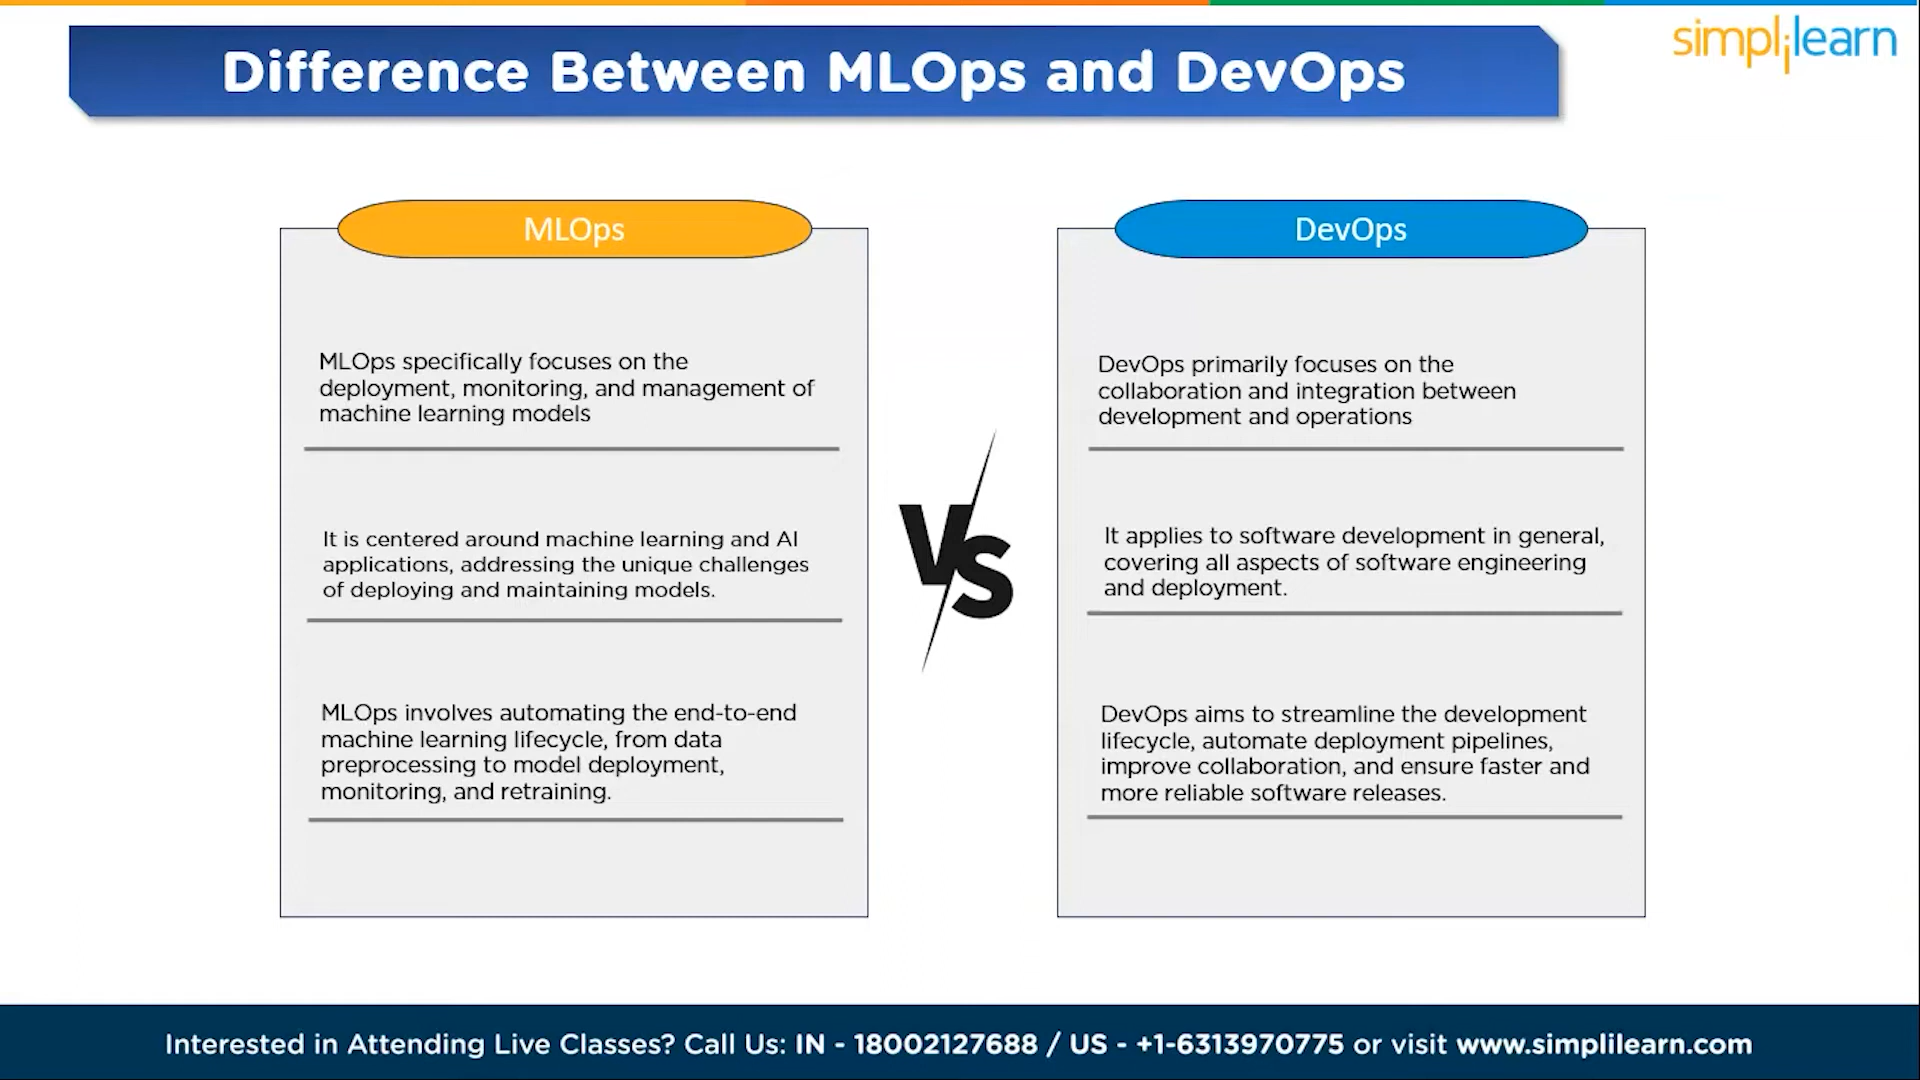 Difference Between MLOps and DevOps
simplilearn
MLOps
MLOps specifically focuses on the
deployment, monitoring, and management of
machine learning models
It is centered around machine learning and AI
applications, addressing the unique challenges
of deploying and maintaining models.
MLOps involves automating the end-to-end
machine learning lifecycle, from data
preprocessing to model deployment,
monitoring, and retraining.
VS
DevOps
DevOps primarily focuses on the
collaboration and integration between
development and operations
It applies to software development in general,
covering all aspects of software engineering
and deployment.
DevOps aims to streamline the development
lifecycle, automate deployment pipelines,
improve collaboration, and ensure faster and
more reliable software releases.
Interested in Attending Live Classes? Call Us: IN - 18002127688 / US - +1-6313970775 or visit www.simplilearn.com